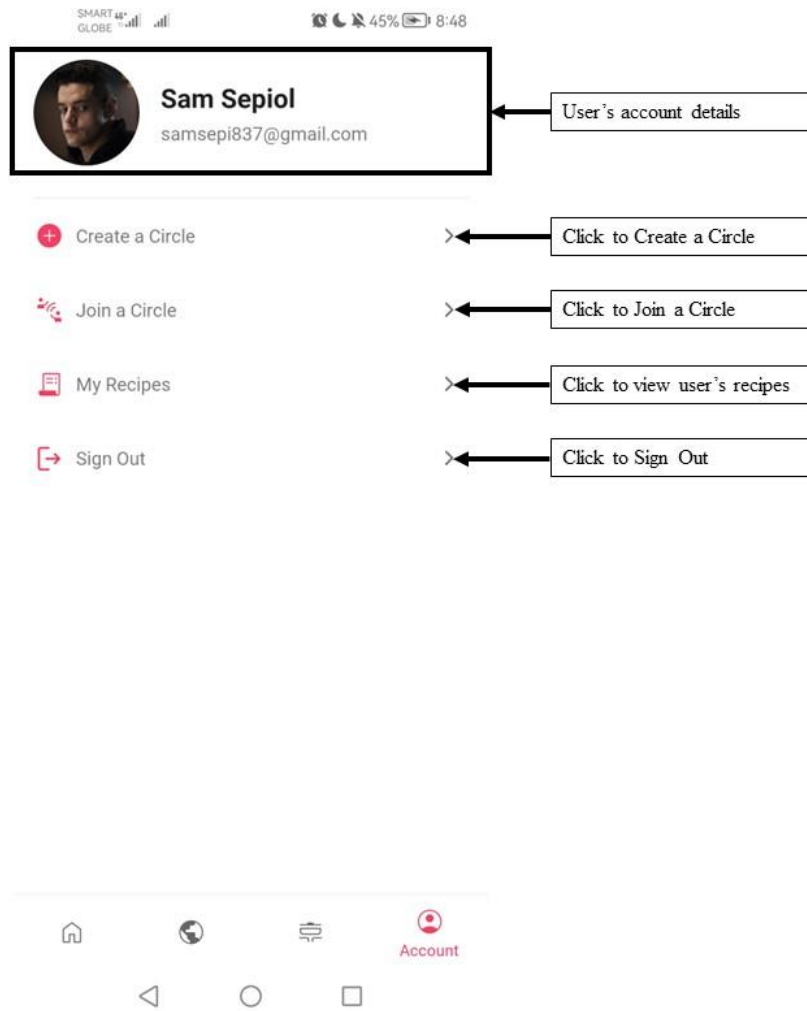 SMART 46°
GLOBE
45% 8:48
Sam Sepiol
samsepi837@gmail.com
User’s account details
Create a Circle
Click to Create a Circle
Join a Circle
Click to Join a Circle
My Recipes
Click to view user’s recipes
Sign Out
Click to Sign Out
Account